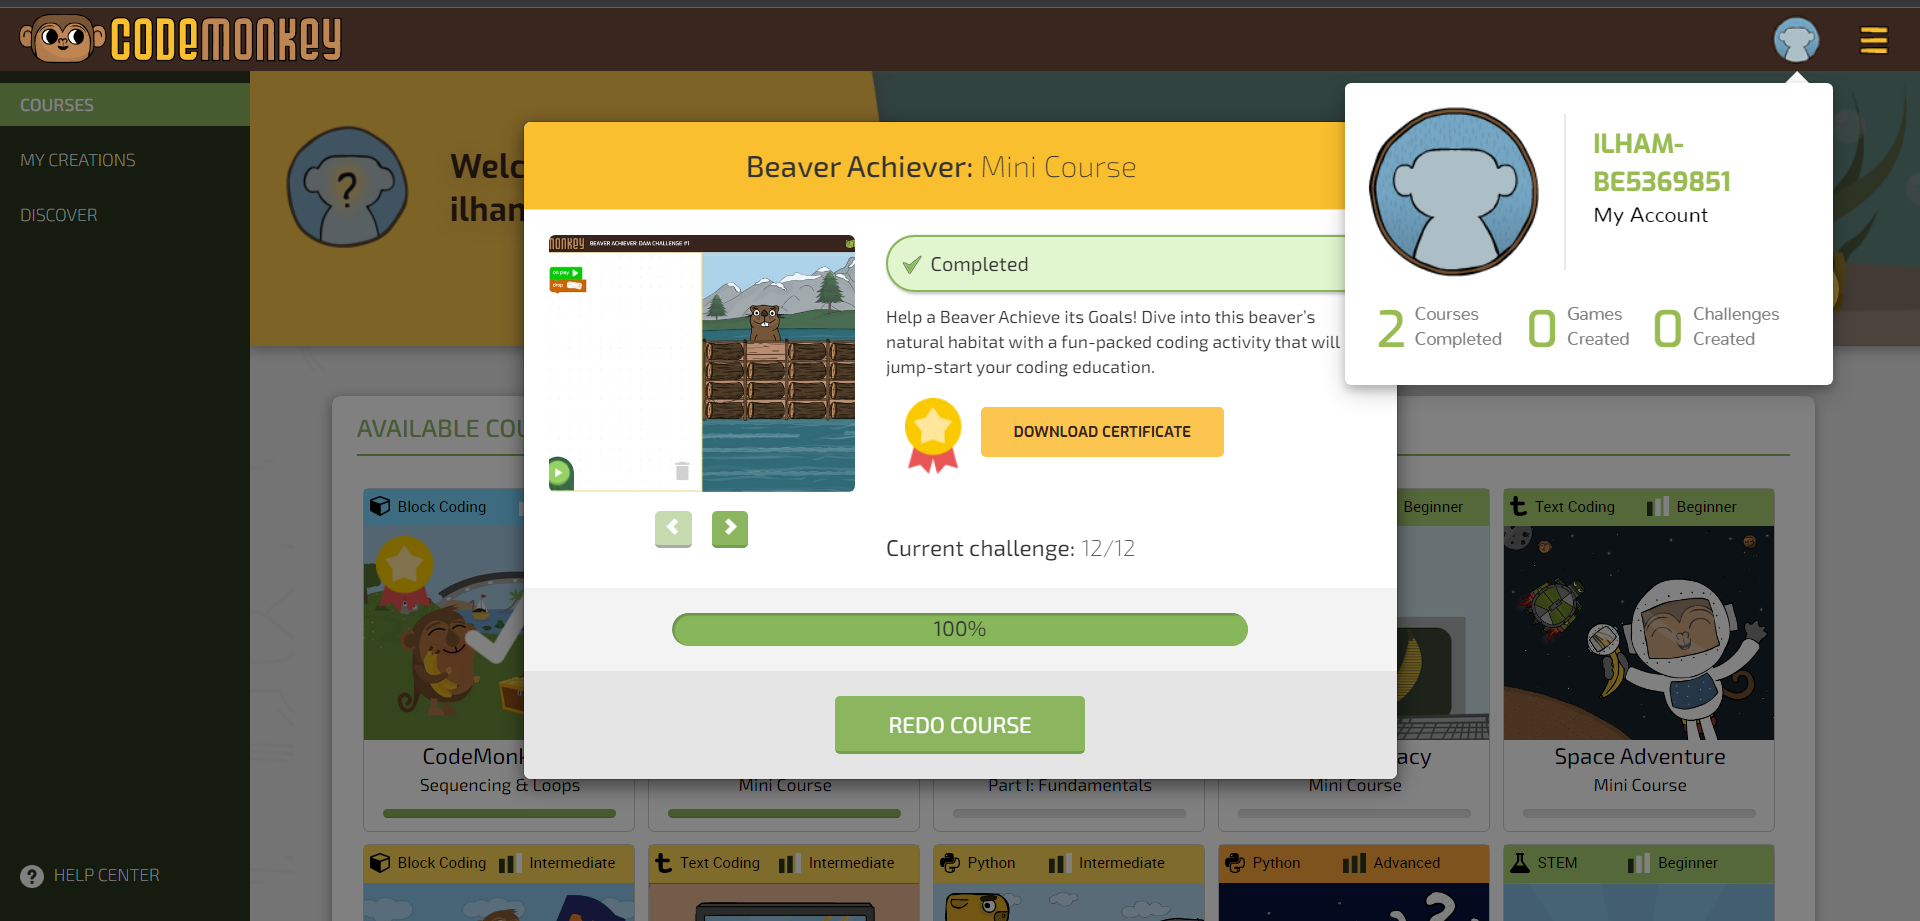 CODEMONKEY
COURSES
MY CREATIONS
DISCOVER
HELP CENTER
Welc
ilham
ILHAM-
BE5369851
My Account
2 Courses Completed
0 Games Created
0 Challenges Created
Beaver Achiever: Mini Course
MONKEY BEAVER ACHIEVER: DAM CHALLENGE #1
on play
drop
Completed
Help a Beaver Achieve its Goals! Dive into this beaver's
natural habitat with a fun-packed coding activity that will
jump-start your coding education.
DOWNLOAD CERTIFICATE
Current challenge: 12/12
100%
REDO COURSE
AVAILABLE COU
Block Coding
Beginner
Text Coding Beginner
CodeMonk
Sequencing & Loops
Mini Course
Part I: Fundamentals
acy
Mini Course
Space Adventure
Mini Course
Block Coding Intermediate
Text Coding Intermediate
Python Intermediate
Python Advanced
STEM Beginner